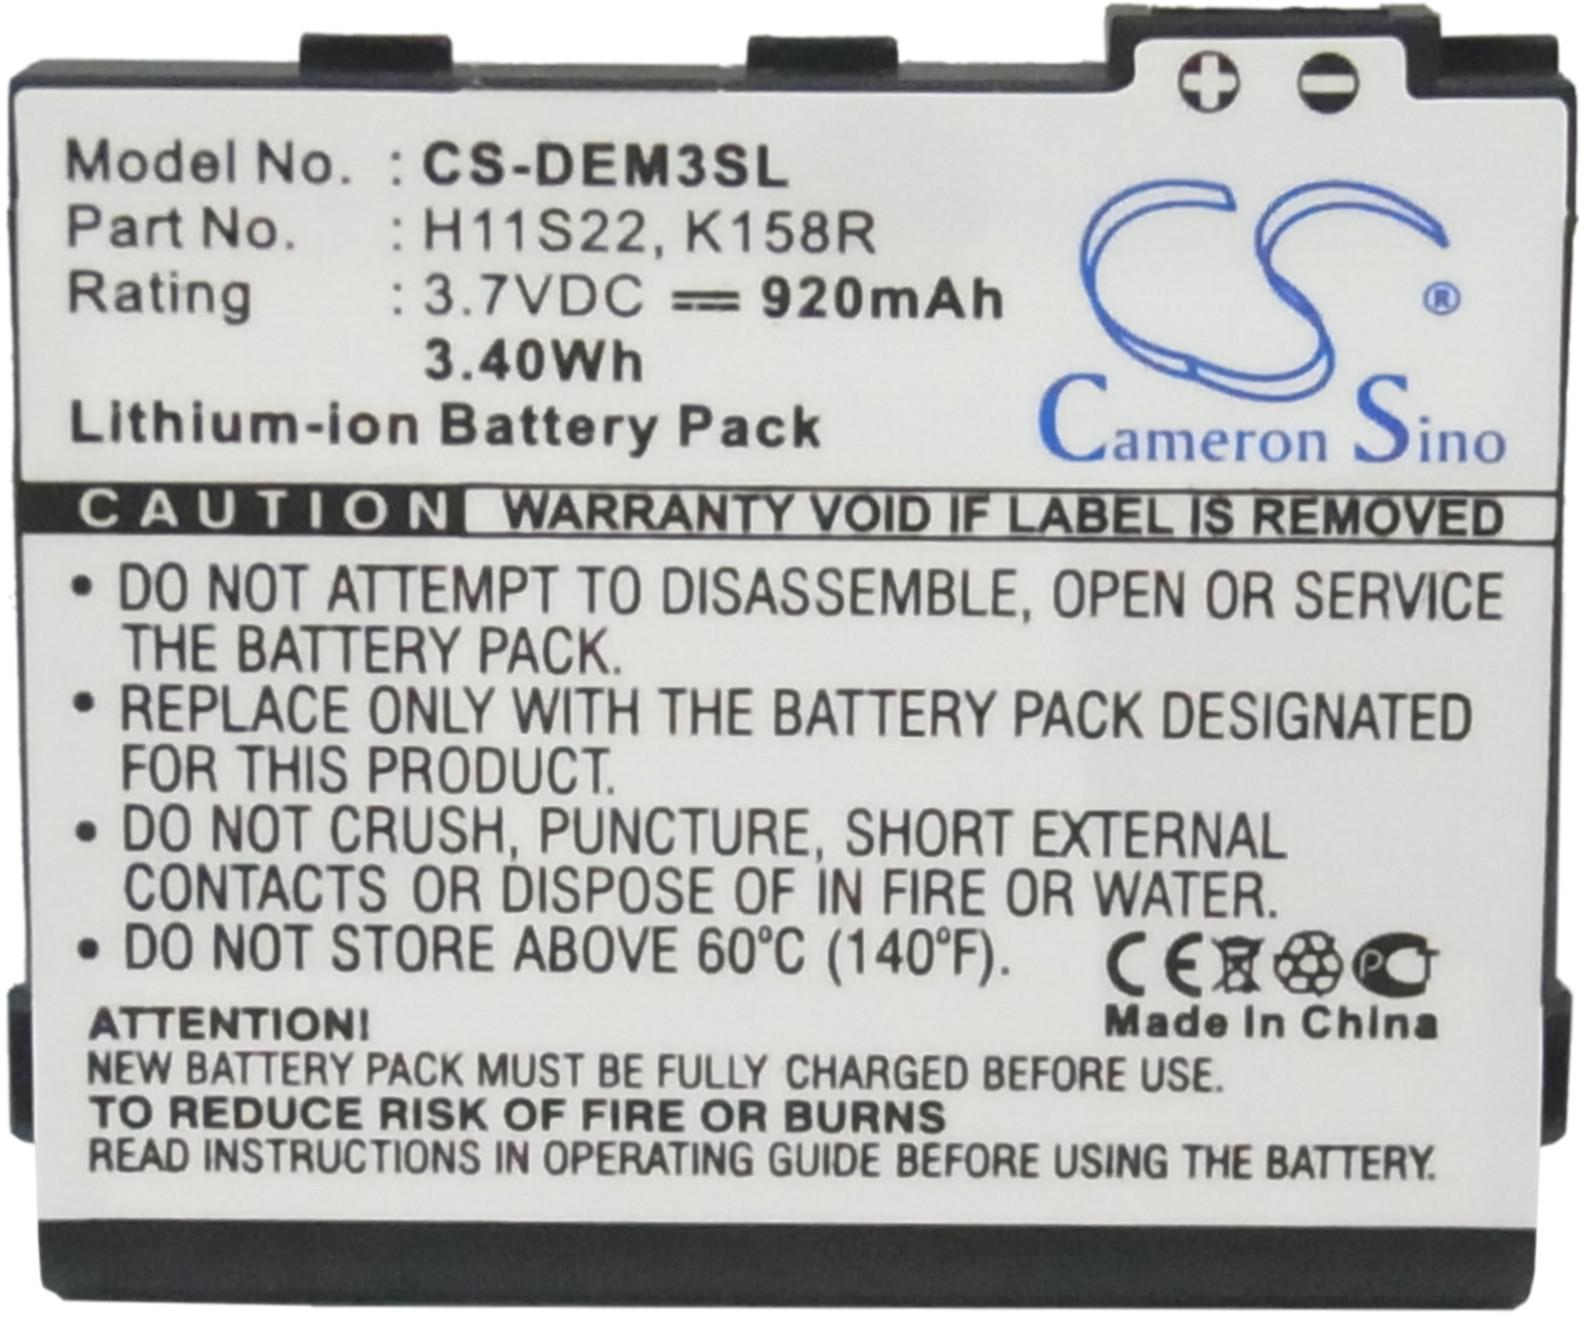 Model No. : CS-DEM3SL
Part No. : H11S22, K158R
Rating : 3.7VDC ⎓ 920mAh
3.40Wh
Lithium-ion Battery Pack
CS ®
Cameron Sino
CAUTION WARRANTY VOID IF LABEL IS REMOVED
• DO NOT ATTEMPT TO DISASSEMBLE, OPEN OR SERVICE
THE BATTERY PACK.
• REPLACE ONLY WITH THE BATTERY PACK DESIGNATED
FOR THIS PRODUCT.
• DO NOT CRUSH, PUNCTURE, SHORT EXTERNAL
CONTACTS OR DISPOSE OF IN FIRE OR WATER.
• DO NOT STORE ABOVE 60°C (140°F).
CE PCT
Made In China
ATTENTION!
NEW BATTERY PACK MUST BE FULLY CHARGED BEFORE USE.
TO REDUCE RISK OF FIRE OR BURNS
READ INSTRUCTIONS IN OPERATING GUIDE BEFORE USING THE BATTERY.